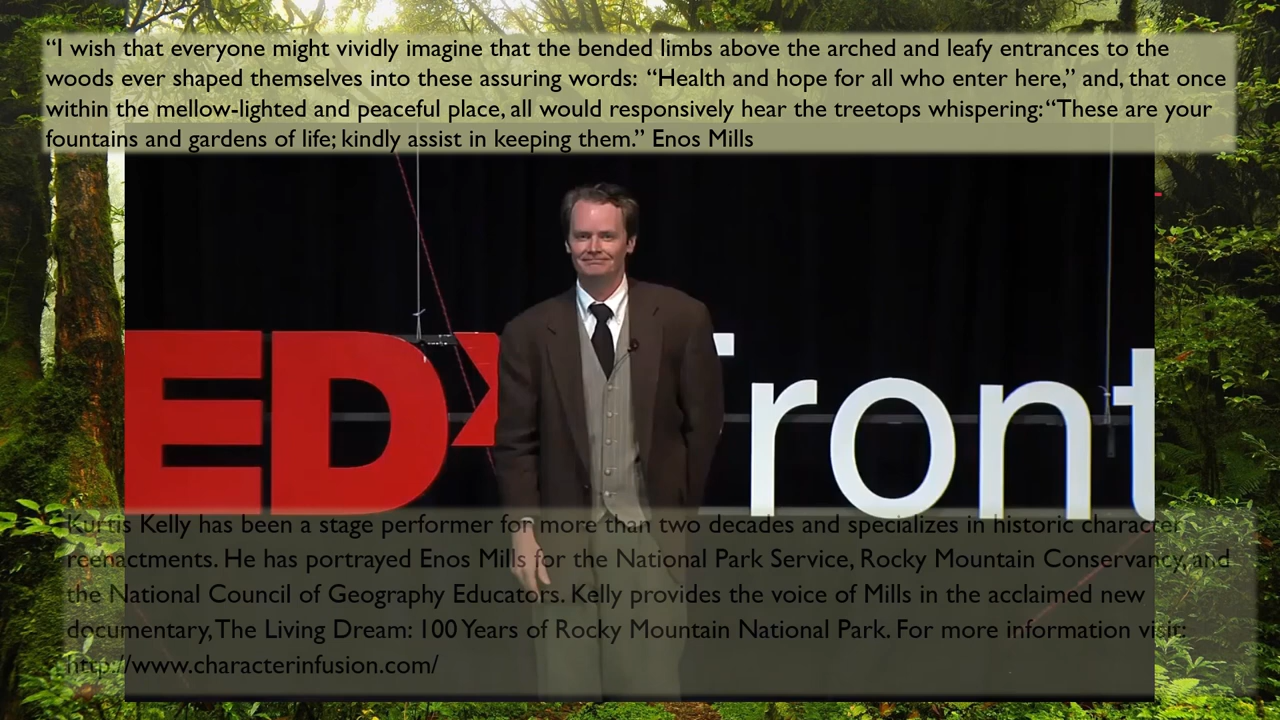 “I wish that everyone might vividly imagine that the bended limbs above the arched and leafy entrances to the
woods ever shaped themselves into these assuring words: “Health and hope for all who enter here,” and, that once
within the mellow-lighted and peaceful place, all would responsively hear the treetops whispering: “These are your
fountains and gardens of life; kindly assist in keeping them.” Enos Mills
EDx Front
Kurtis Kelly has been a stage performer for more than two decades and specializes in historic character
reenactments. He has portrayed Enos Mills for the National Park Service, Rocky Mountain Conservancy, and
the National Council of Geography Educators. Kelly provides the voice of Mills in the acclaimed new
documentary, The Living Dream: 100 Years of Rocky Mountain National Park. For more information visit:
http://www.characterinfusion.com/